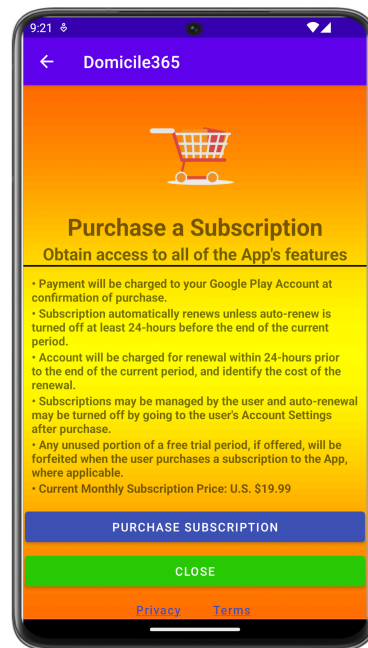 9:21
Domicile365
Purchase a Subscription
Obtain access to all of the App's features
• Payment will be charged to your Google Play Account at
confirmation of purchase.
• Subscription automatically renews unless auto-renew is
turned off at least 24-hours before the end of the current
period.
• Account will be charged for renewal within 24-hours prior
to the end of the current period, and identify the cost of the
renewal.
• Subscriptions may be managed by the user and auto-renewal
may be turned off by going to the user's Account Settings
after purchase.
• Any unused portion of a free trial period, if offered, will be
forfeited when the user purchases a subscription to the App,
where applicable.
• Current Monthly Subscription Price: U.S. $19.99
PURCHASE SUBSCRIPTION
CLOSE
Privacy Terms